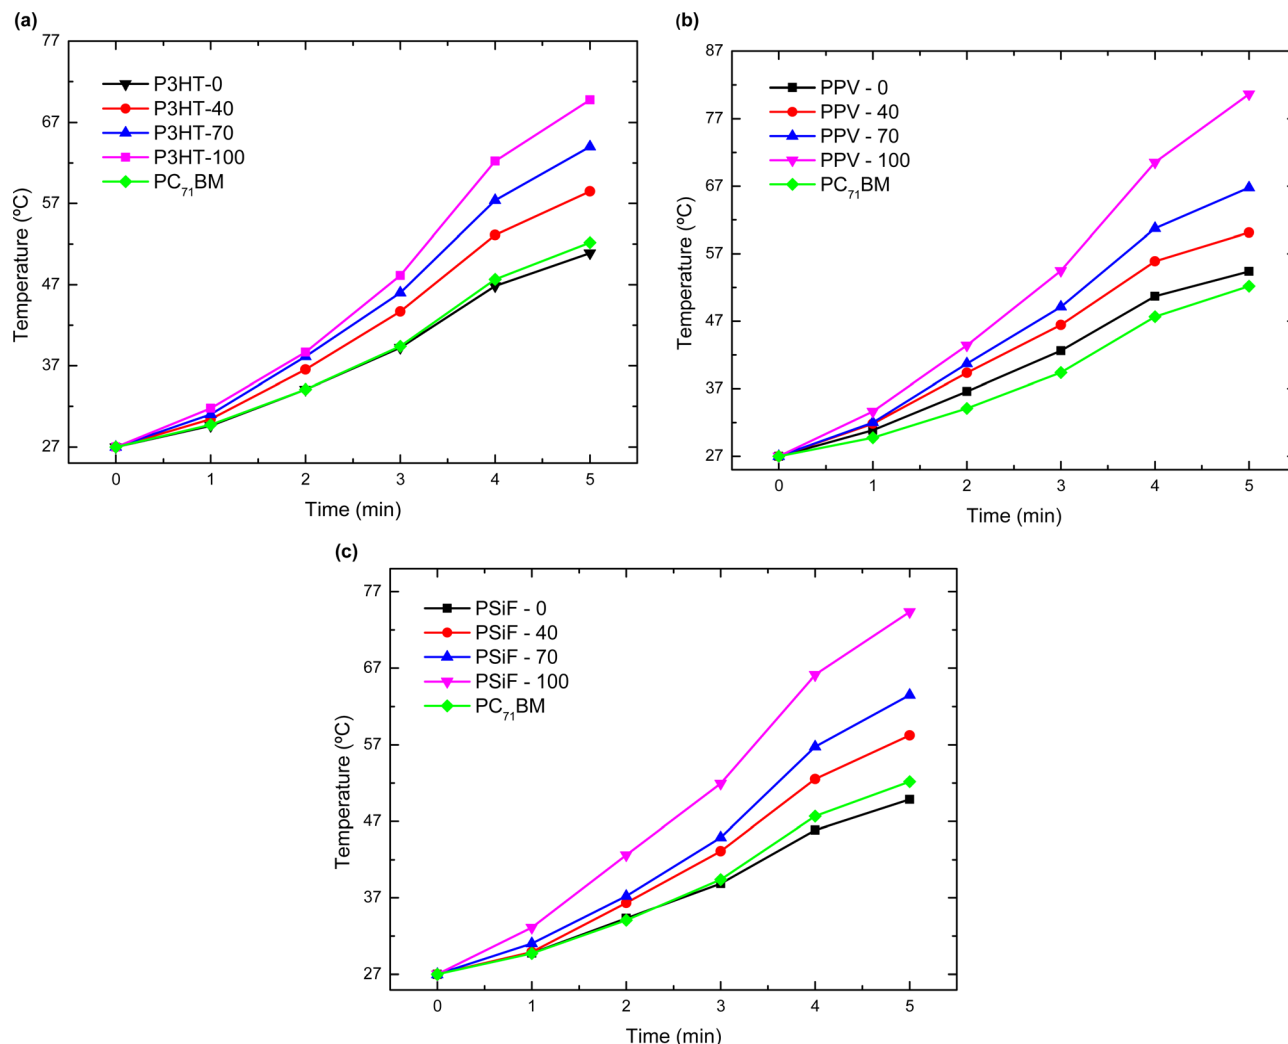 (a)
77
67
57
47
37
27
Temperature (ºC)
P3HT-0
P3HT-40
P3HT-70
P3HT-100
PC71BM
0 1 2 3 4 5
Time (min)
(b)
87
77
67
57
47
37
27
Temperature (ºC)
PPV - 0
PPV - 40
PPV - 70
PPV - 100
PC71BM
0 1 2 3 4 5
Time (min)
(c)
77
67
57
47
37
27
Temperature (ºC)
PSiF - 0
PSiF - 40
PSiF - 70
PSiF - 100
PC71BM
0 1 2 3 4 5
Time (min)